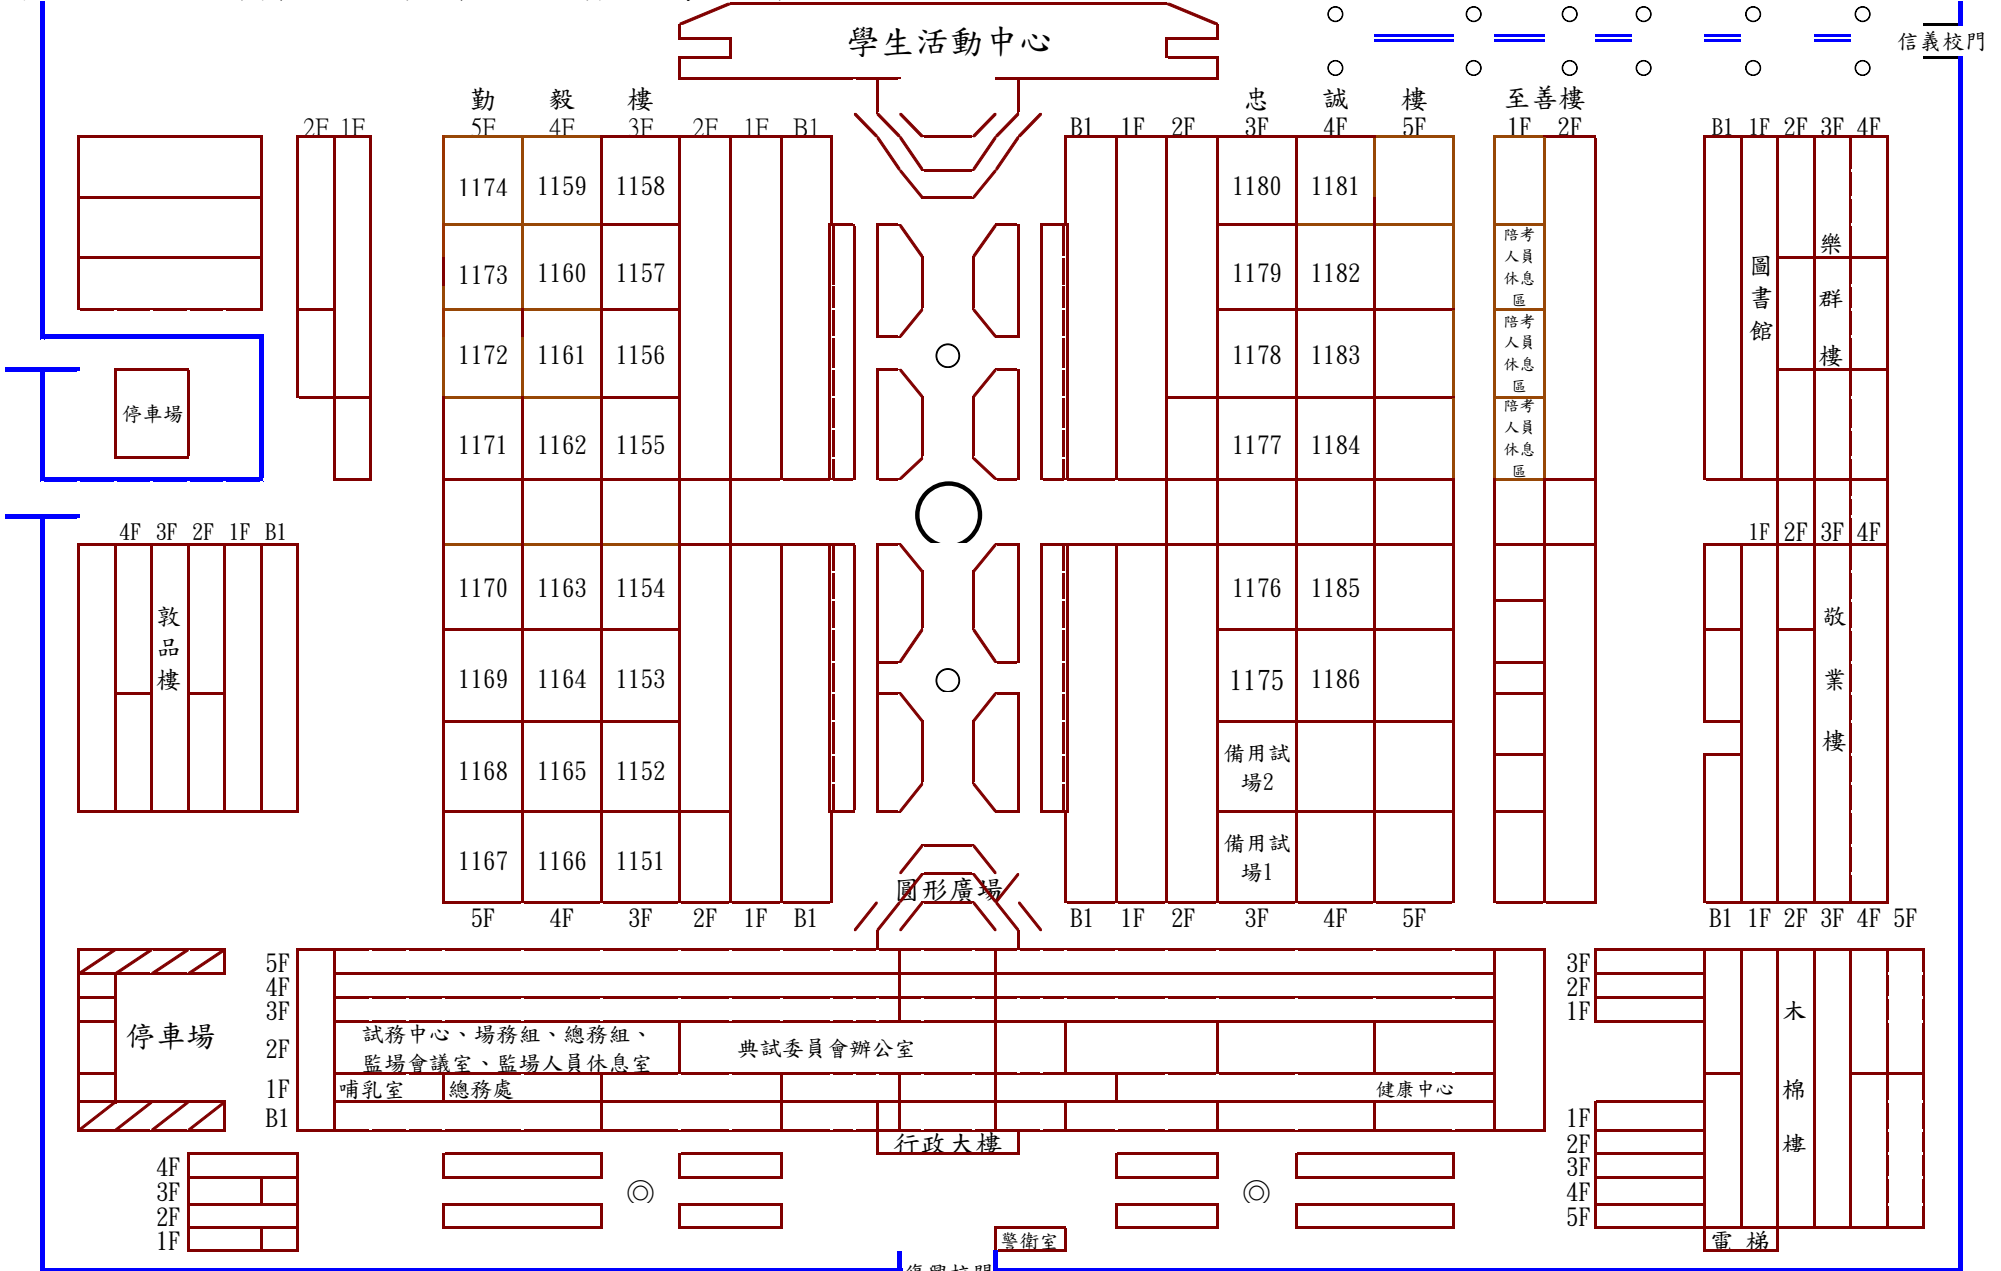 學生活動中心
信義校門
勤 毅 樓
忠 誠 樓
至善樓
2F 1F
5F 4F 3F 2F 1F B1
B1 1F 2F 3F 4F 5F
1F 2F
B1 1F 2F 3F 4F
1174 1159 1158
1180 1181
1173 1160 1157
1179 1182
陪考
人員
休息
區
1172 1161 1156
1178 1183
陪考
人員
休息
區
1171 1162 1155
1177 1184
陪考
人員
休息
區
圖書館
樂群樓
停車場
4F 3F 2F 1F B1
1F 2F 3F 4F
敦品樓
1170 1163 1154
1176 1185
1169 1164 1153
1175 1186
1168 1165 1152
備用試
場2
1167 1166 1151
備用試
場1
敬業樓
圓形廣場
5F 4F 3F 2F 1F B1
B1 1F 2F 3F 4F 5F
B1 1F 2F 3F 4F 5F
停車場
5F
4F
3F
2F
1F
B1
試務中心、場務組、總務組、
監場會議室、監場人員休息室
典試委員會辦公室
哺乳室
總務處
健康中心
行政大樓
3F
2F
1F
1F
2F
3F
4F
5F
木棉樓
電 梯
4F
3F
2F
1F
◎
◎
警衛室